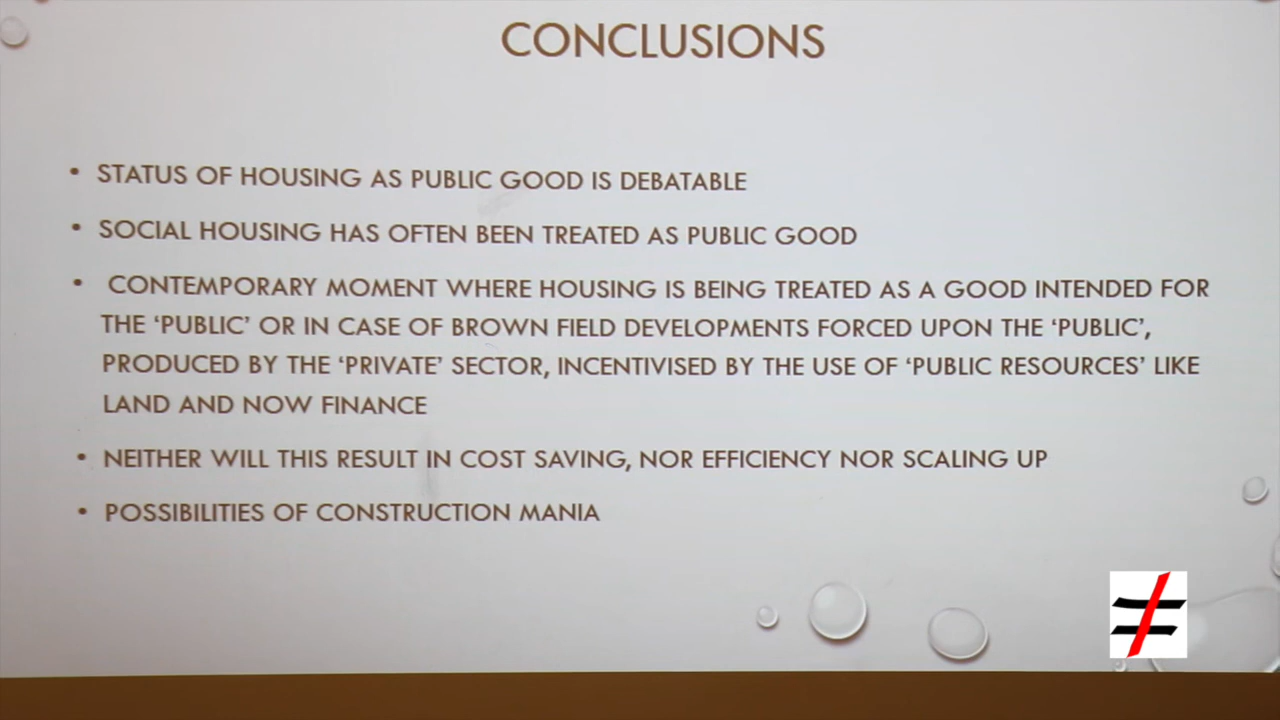 CONCLUSIONS
• STATUS OF HOUSING AS PUBLIC GOOD IS DEBATABLE
• SOCIAL HOUSING HAS OFTEN BEEN TREATED AS PUBLIC GOOD
• CONTEMPORARY MOMENT WHERE HOUSING IS BEING TREATED AS A GOOD INTENDED FOR
THE ‘PUBLIC’ OR IN CASE OF BROWN FIELD DEVELOPMENTS FORCED UPON THE ‘PUBLIC’,
PRODUCED BY THE ‘PRIVATE’ SECTOR, INCENTIVISED BY THE USE OF ‘PUBLIC RESOURCES’ LIKE
LAND AND NOW FINANCE
• NEITHER WILL THIS RESULT IN COST SAVING, NOR EFFICIENCY NOR SCALING UP
• POSSIBILITIES OF CONSTRUCTION MANIA